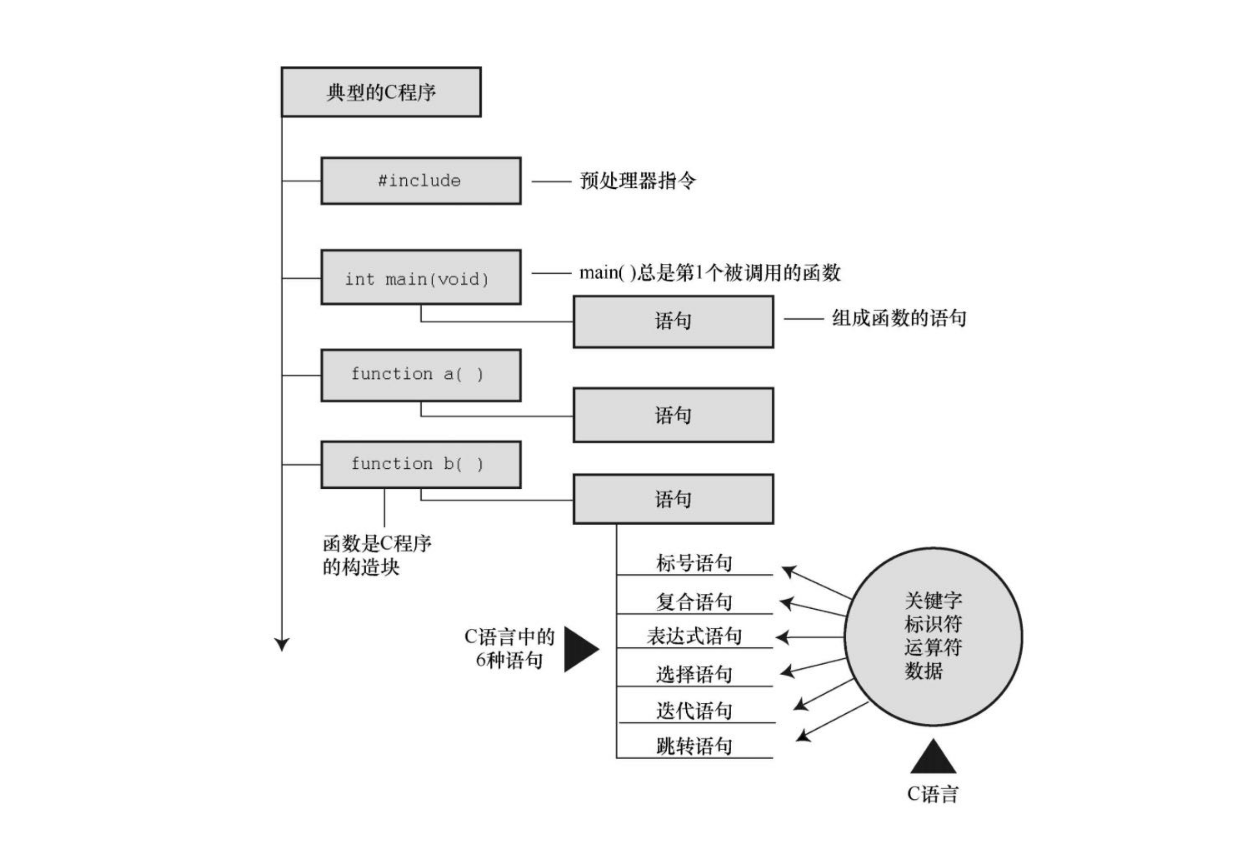 典型的C程序
#include
预处理器指令
int main(void)
main( )总是第1个被调用的函数
语句
组成函数的语句
function a( )
语句
function b( )
语句
函数是C程序
的构造块
标号语句
复合语句
表达式语句
选择语句
迭代语句
跳转语句
C语言中的
6种语句
关键字
标识符
运算符
数据
C语言